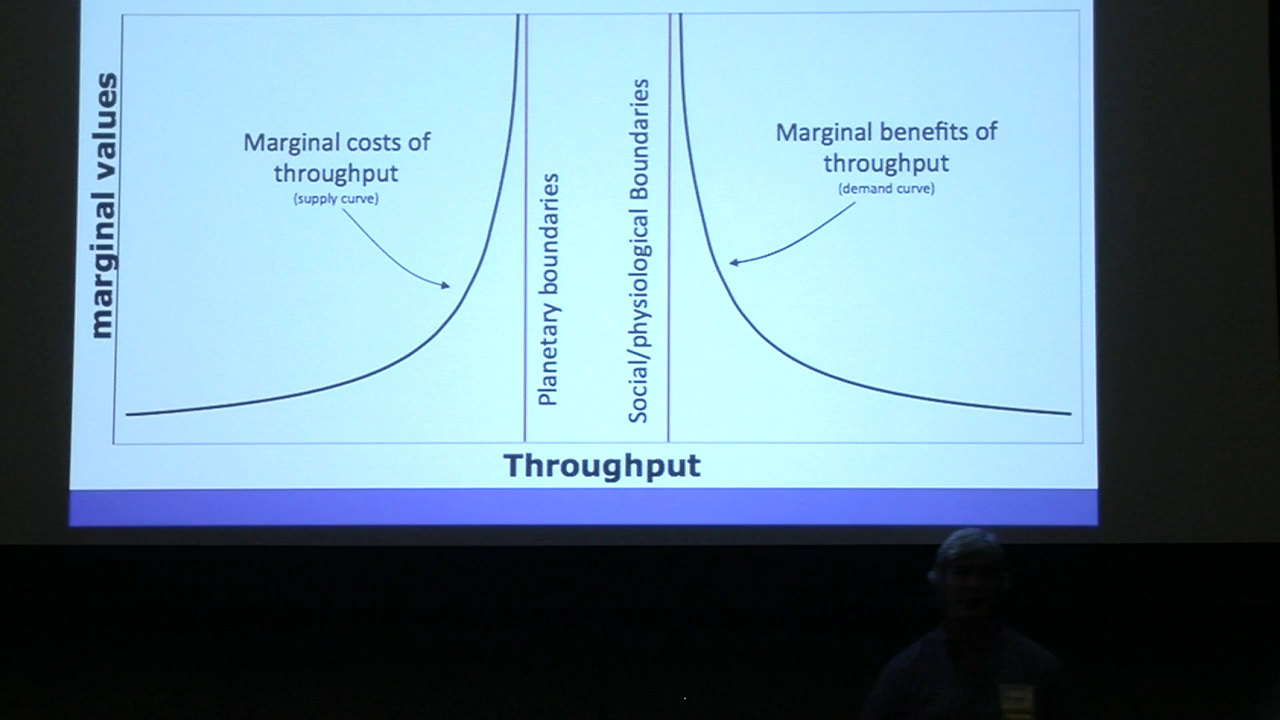 marginal values
Marginal costs of
throughput
(supply curve)
Planetary boundaries
Social/physiological Boundaries
Marginal benefits of
throughput
(demand curve)
Throughput